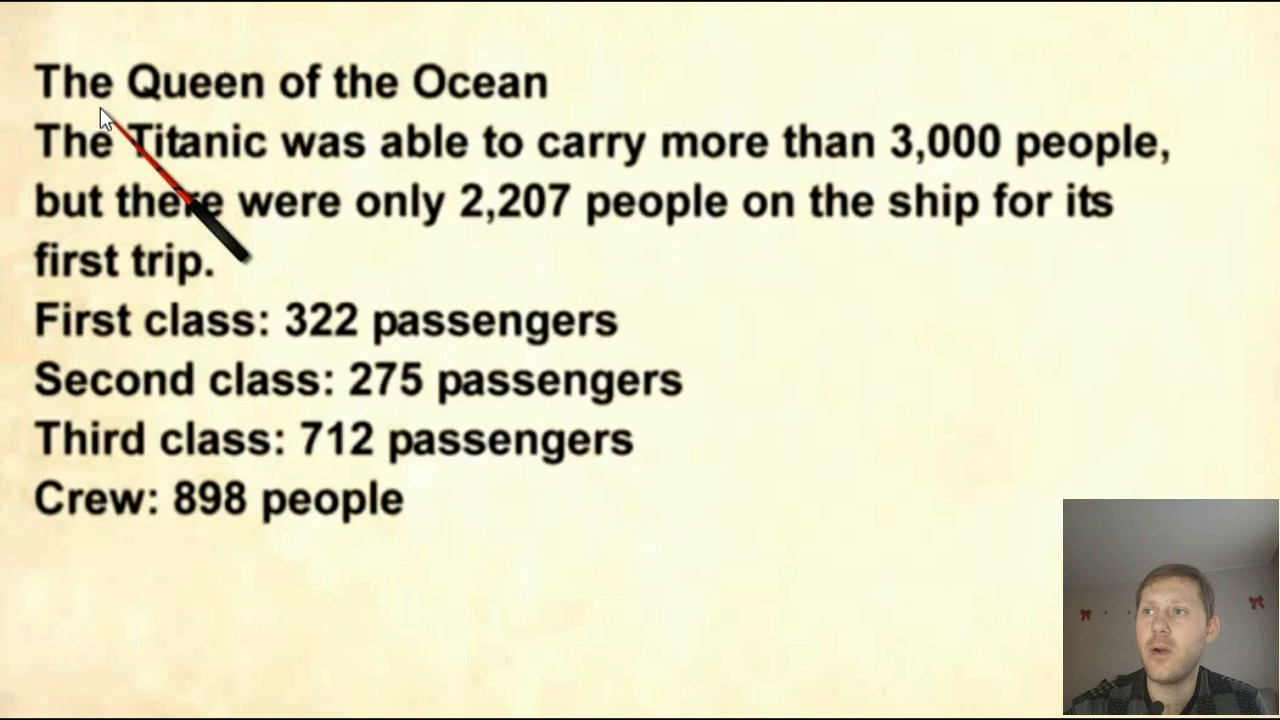 The Queen of the Ocean
The Titanic was able to carry more than 3,000 people,
but there were only 2,207 people on the ship for its
first trip.
First class: 322 passengers
Second class: 275 passengers
Third class: 712 passengers
Crew: 898 people